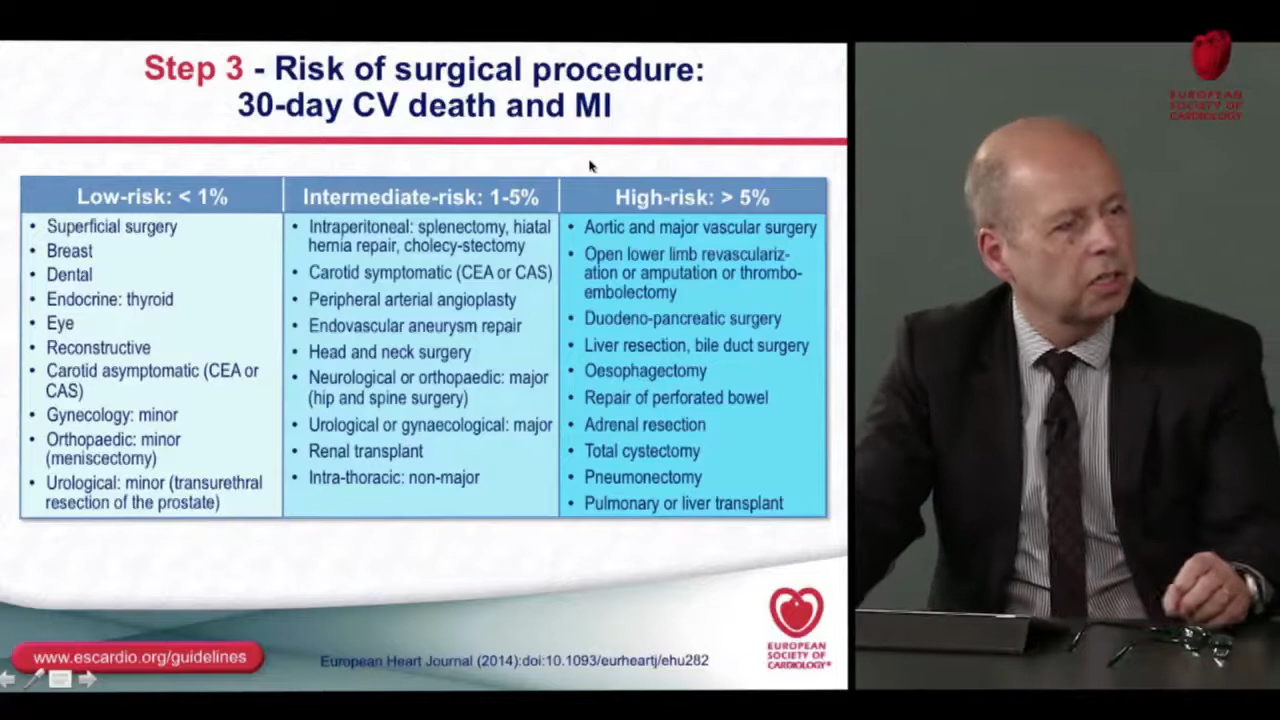 Step 3 - Risk of surgical procedure:
30-day CV death and MI
Low-risk: < 1%
• Superficial surgery
• Breast
• Dental
• Endocrine: thyroid
• Eye
• Reconstructive
• Carotid asymptomatic (CEA or
CAS)
• Gynecology: minor
• Orthopaedic: minor
(meniscectomy)
• Urological: minor (transurethral
resection of the prostate)
Intermediate-risk: 1-5%
• Intraperitoneal: splenectomy, hiatal
hernia repair, cholecy-stectomy
• Carotid symptomatic (CEA or CAS)
• Peripheral arterial angioplasty
• Endovascular aneurysm repair
• Head and neck surgery
• Neurological or orthopaedic: major
(hip and spine surgery)
• Urological or gynaecological: major
• Renal transplant
• Intra-thoracic: non-major
High-risk: > 5%
• Aortic and major vascular surgery
• Open lower limb revasculariz-
ation or amputation or thrombo-
embolectomy
• Duodeno-pancreatic surgery
• Liver resection, bile duct surgery
• Oesophagectomy
• Repair of perforated bowel
• Adrenal resection
• Total cystectomy
• Pneumonectomy
• Pulmonary or liver transplant
www.escardio.org/guidelines
European Heart Journal (2014):doi:10.1093/eurheartj/ehu282
EUROPEAN
SOCIETY OF
CARDIOLOGY®
EUROPEAN
SOCIETY OF
CARDIOLOGY